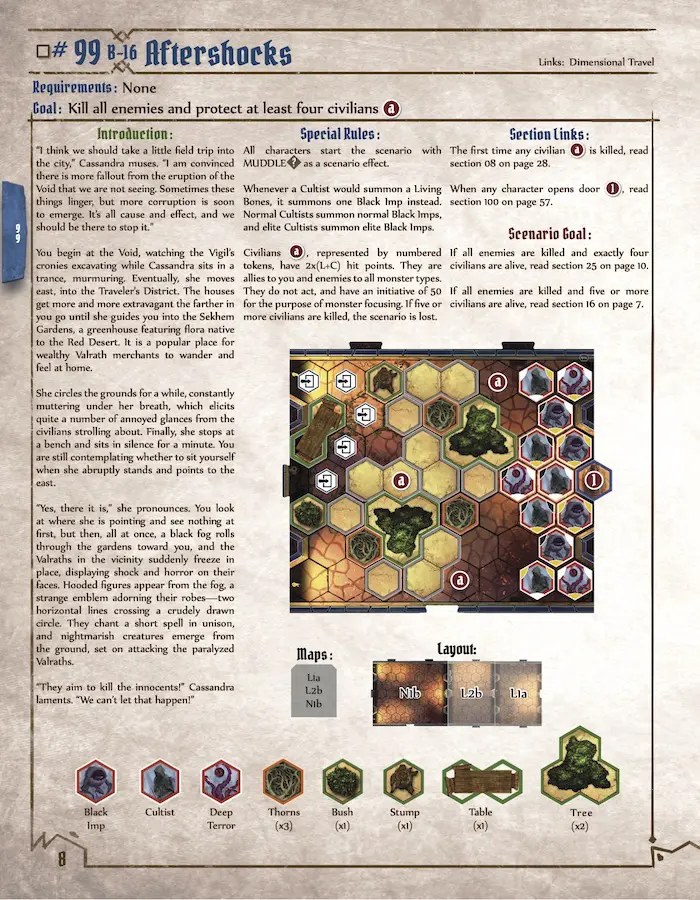 # 99 B-16 Aftershocks
Links: Dimensional Travel
Requirements: None
Goal: Kill all enemies and protect at least four civilians a
Introduction:
"I think we should take a little field trip into
the city," Cassandra muses. "I am convinced
there is more fallout from the eruption of the
Void that we are not seeing. Sometimes these
things linger, but more corruption is soon
to emerge. It's all cause and effect, and we
should be there to stop it."
You begin at the Void, watching the Vigil's
cronies excavating while Cassandra sits in a
trance, murmuring. Eventually, she moves
east, into the Traveler's District. The houses
get more and more extravagant the farther in
you go until she guides you into the Sekhem
Gardens, a greenhouse featuring flora native
to the Red Desert. It is a popular place for
wealthy Valrath merchants to wander and
feel at home.
She circles the grounds for a while, constantly
muttering under her breath, which elicits
quite a number of annoyed glances from the
civilians strolling about. Finally, she stops at
a bench and sits in silence for a minute. You
are still contemplating whether to sit yourself
when she abruptly stands and points to the
east.
"Yes, there it is," she pronounces. You look
at where she is pointing and see nothing at
first, but then, all at once, a black fog rolls
through the gardens toward you, and the
Valraths in the vicinity suddenly freeze in
place, displaying shock and horror on their
faces. Hooded figures appear from the fog, a
strange emblem adorning their robes—two
horizontal lines crossing a crudely drawn
circle. They chant a short spell in unison,
and nightmarish creatures emerge from
the ground, set on attacking the paralyzed
Valraths.
"They aim to kill the innocents!" Cassandra
laments. "We can't let that happen!"
Special Rules:
All characters start the scenario with
MUDDLE ? as a scenario effect.
Whenever a Cultist would summon a Living
Bones, it summons one Black Imp instead.
Normal Cultists summon normal Black Imps,
and elite Cultists summon elite Black Imps.
Civilians a, represented by numbered
tokens, have 2x(L+C) hit points. They are
allies to you and enemies to all monster types.
They do not act, and have an initiative of 50
for the purpose of monster focusing. If five or
more civilians are killed, the scenario is lost.
Section Links:
The first time any civilian a is killed, read
section 08 on page 28.
When any character opens door 1, read
section 100 on page 57.
Scenario Goal:
If all enemies are killed and exactly four
civilians are alive, read section 25 on page 10.
If all enemies are killed and five or more
civilians are alive, read section 16 on page 7.
99
a
a
1
a
Maps:
L1a
L2b
N1b
Layout:
N1b
L2b
L1a
Black
Imp
Cultist
Deep
Terror
Thorns
(x3)
Bush
(x1)
Stump
(x1)
Table
(x1)
Tree
(x2)
8